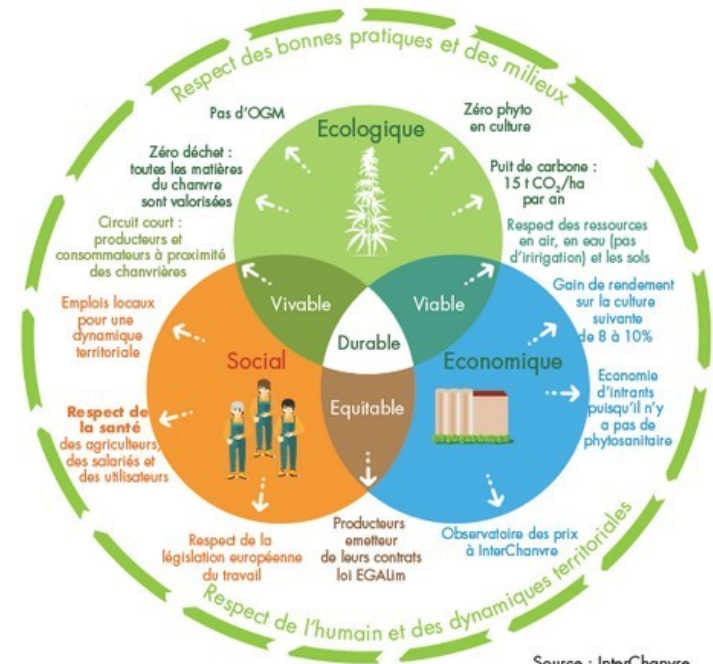 Respect des bonnes pratiques et des milieux
Pas d'OGM
Ecologique
Zéro phyto
en culture
Zéro déchet :
toutes les matières
du chanvre
sont valorisées
Puit de carbone :
15 t CO₂/ha
par an
Circuit court :
producteurs et
consommateurs à proximité
des chanvrières
Respect des ressources
en air, en eau (pas
d'iririgation) et les sols
Emplois locaux
pour une
dynamique
territoriale
Vivable
Viable
Gain de rendement
sur la culture
suivante
de 8 à 10%
Durable
Social
Economique
Equitable
Economie
d'intrants
puisqu'il n'y
a pas de
phytosanitaire
Respect de
la santé
des agriculteurs,
des salariés et
des utilisateurs
Respect de la
législation européenne
du travail
Producteurs
emetteur
de leurs contrats
loi EGALim
Observatoire des prix
à InterChanvre
Respect de l'humain et des dynamiques territoriales
Source : InterChanvre